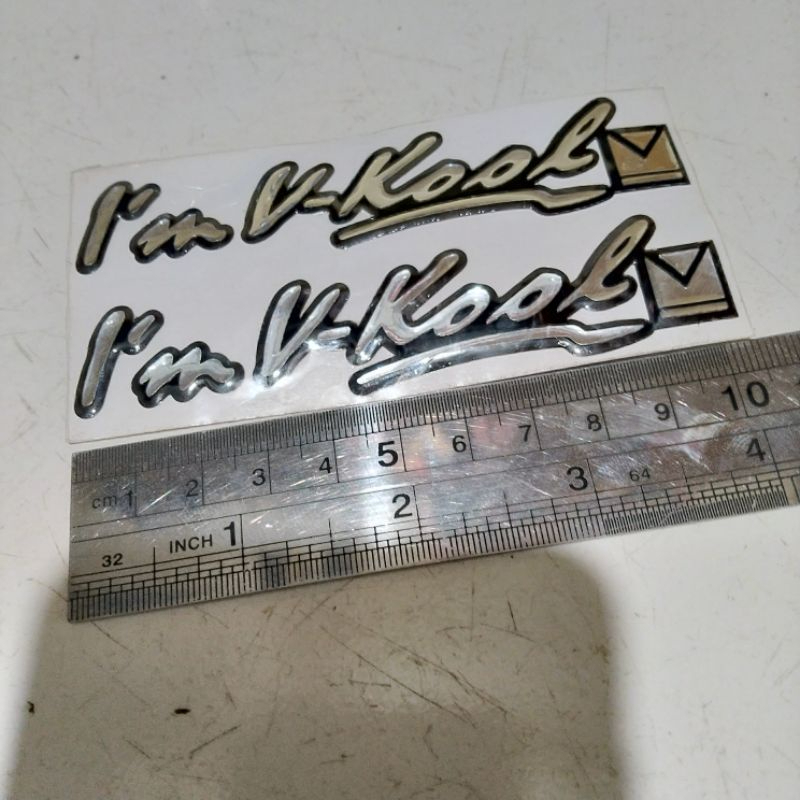 I'm V-Kool V
I'm V-Kool V
cm 1 2 3 4 5 6 7 8 9 10
32 INCH 1 2 3 64 4